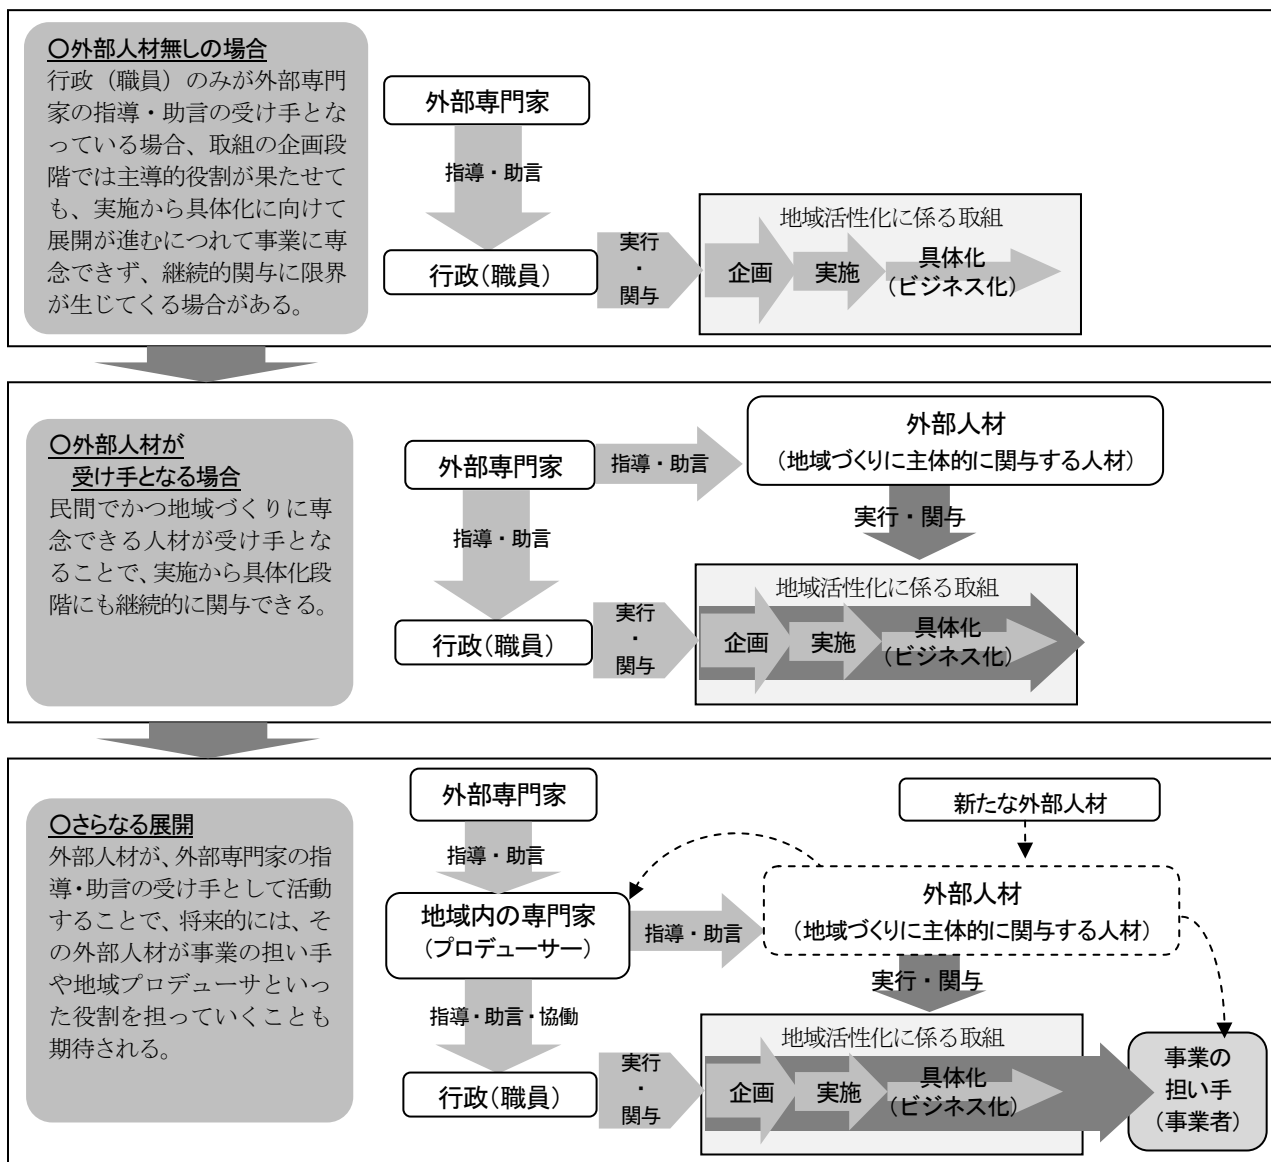 〇外部人材無しの場合
行政（職員）のみが外部専門
家の指導・助言の受け手とな
っている場合、取組の企画段
階では主導的役割が果たせて
も、実施から具体化に向けて
展開が進むにつれて事業に専
念できず、継続的関与に限界
が生じてくる場合がある。
外部専門家
指導・助言
行政（職員）
実行
・
関与
地域活性化に係る取組
企画
実施
具体化
（ビジネス化）
〇外部人材が
受け手となる場合
民間でかつ地域づくりに専
念できる人材が受け手とな
ることで、実施から具体化段
階にも継続的に関与できる。
外部専門家
指導・助言
外部人材
（地域づくりに主体的に関与する人材）
指導・助言
実行・関与
行政（職員）
実行
・
関与
地域活性化に係る取組
企画
実施
具体化
（ビジネス化）
〇さらなる展開
外部人材が、外部専門家の指
導・助言の受け手として活動
することで、将来的には、そ
の外部人材が事業の担い手
や地域プロデューサといっ
た役割を担っていくことも
期待される。
外部専門家
新たな外部人材
指導・助言
地域内の専門家
（プロデューサー）
指導・助言
外部人材
（地域づくりに主体的に関与する人材）
実行・関与
指導・助言・協働
行政（職員）
実行
・
関与
地域活性化に係る取組
企画
実施
具体化
（ビジネス化）
事業の
担い手
（事業者）